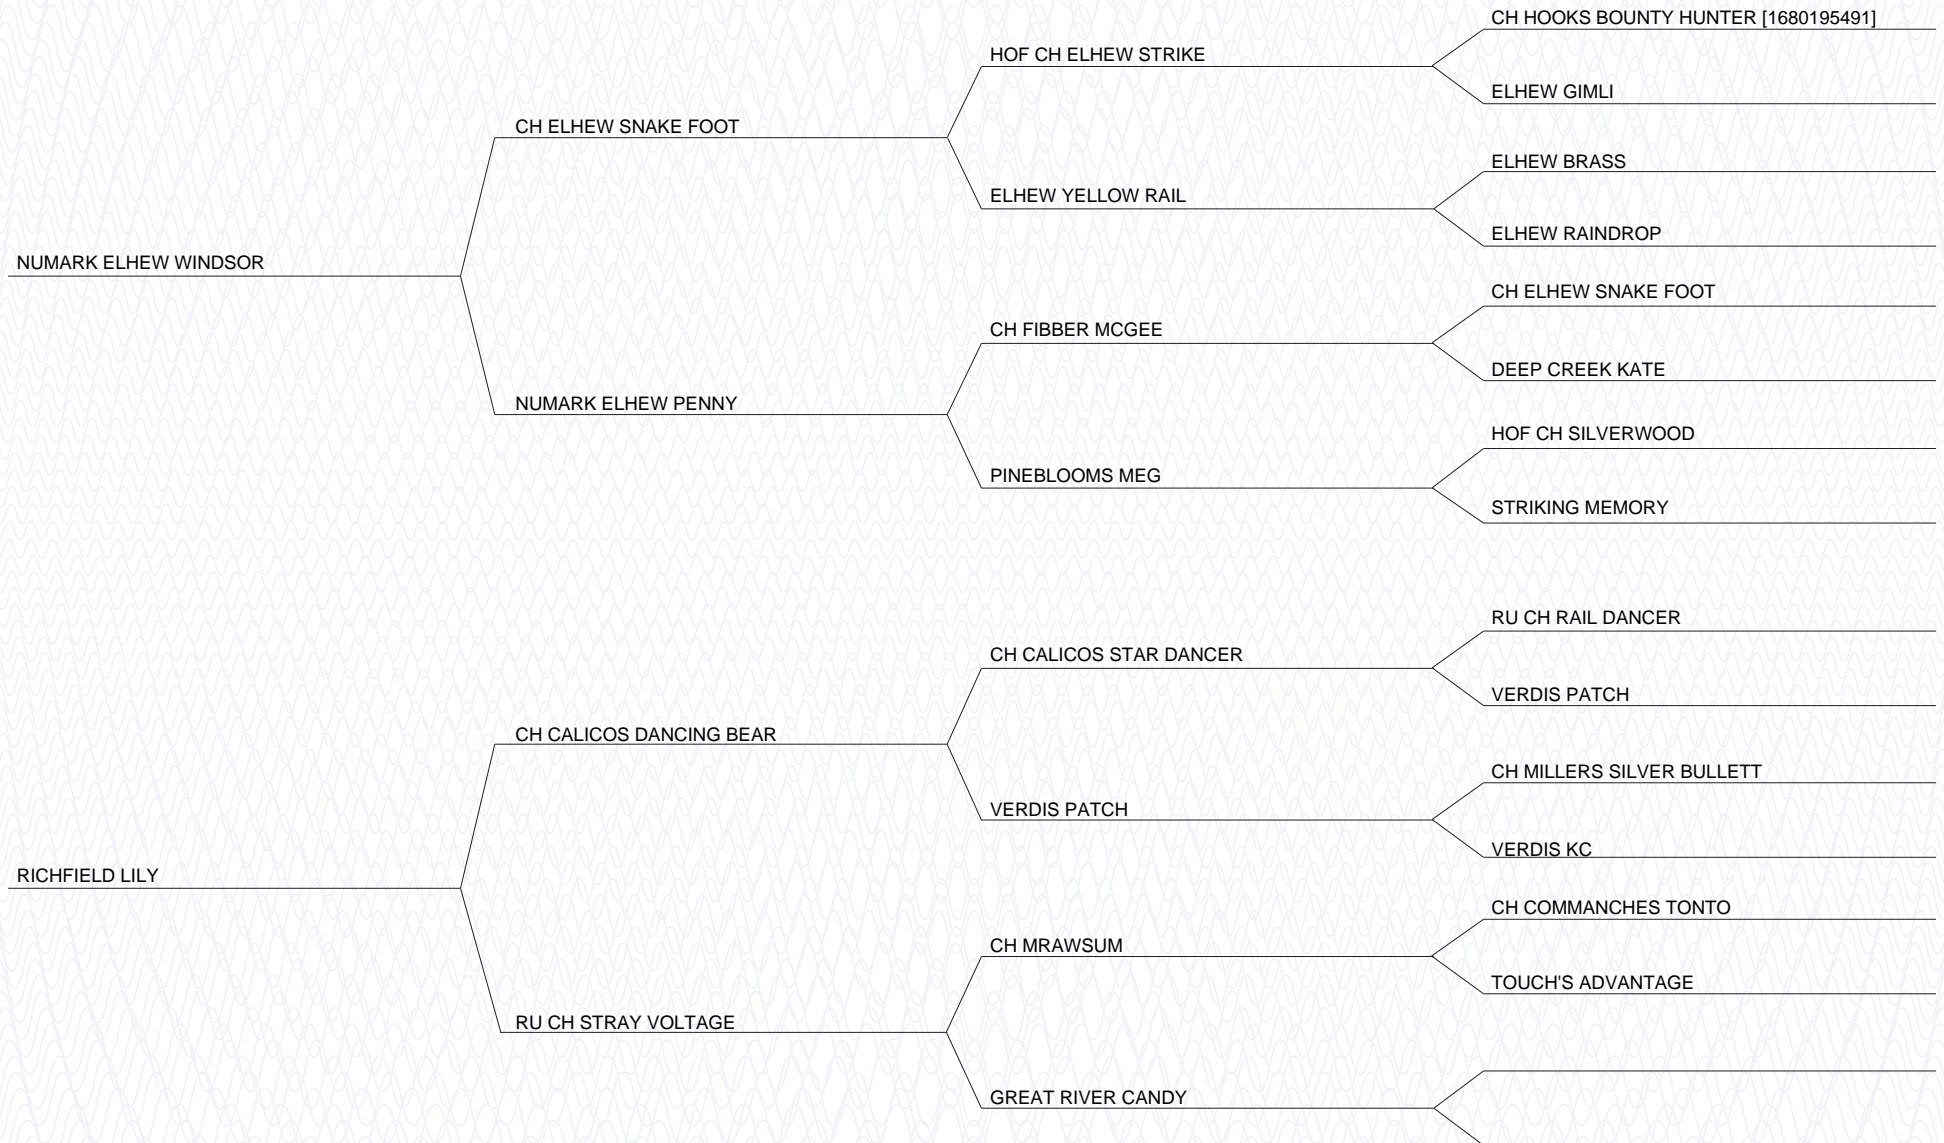 CH HOOKS BOUNTY HUNTER [1680195491]
HOF CH ELHEW STRIKE
ELHEW GIMLI
CH ELHEW SNAKE FOOT
ELHEW BRASS
ELHEW YELLOW RAIL
ELHEW RAINDROP
NUMARK ELHEW WINDSOR
CH ELHEW SNAKE FOOT
CH FIBBER MCGEE
DEEP CREEK KATE
NUMARK ELHEW PENNY
HOF CH SILVERWOOD
PINEBLOOMS MEG
STRIKING MEMORY
RU CH RAIL DANCER
CH CALICOS STAR DANCER
VERDIS PATCH
CH CALICOS DANCING BEAR
CH MILLERS SILVER BULLETT
VERDIS PATCH
VERDIS KC
RICHFIELD LILY
CH COMMANCHES TONTO
CH MRAWSUM
TOUCH'S ADVANTAGE
RU CH STRAY VOLTAGE
GREAT RIVER CANDY